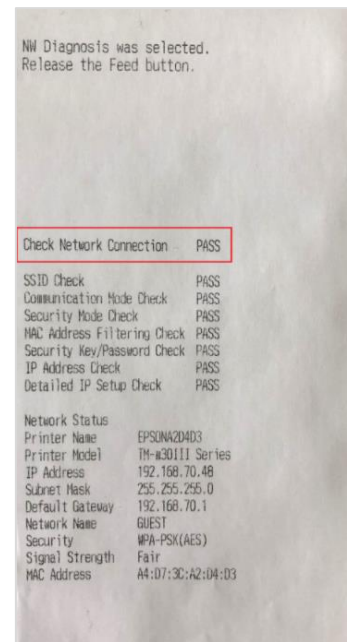 NW Diagnosis was selected.
Release the Feed button.
Check Network Connection PASS
SSID Check PASS
Communication Mode Check PASS
Security Mode Check PASS
MAC Address Filtering Check PASS
Security Key/Password Check PASS
IP Address Check PASS
Detailed IP Setup Check PASS
Network Status
Printer Name EPSONA2D4D3
Printer Model TM-m30III Series
IP Address 192.168.70.48
Subnet Mask 255.255.255.0
Default Gateway 192.168.70.1
Network Name GUEST
Security WPA-PSK(AES)
Signal Strength Fair
MAC Address A4:D7:3C:A2:D4:D3